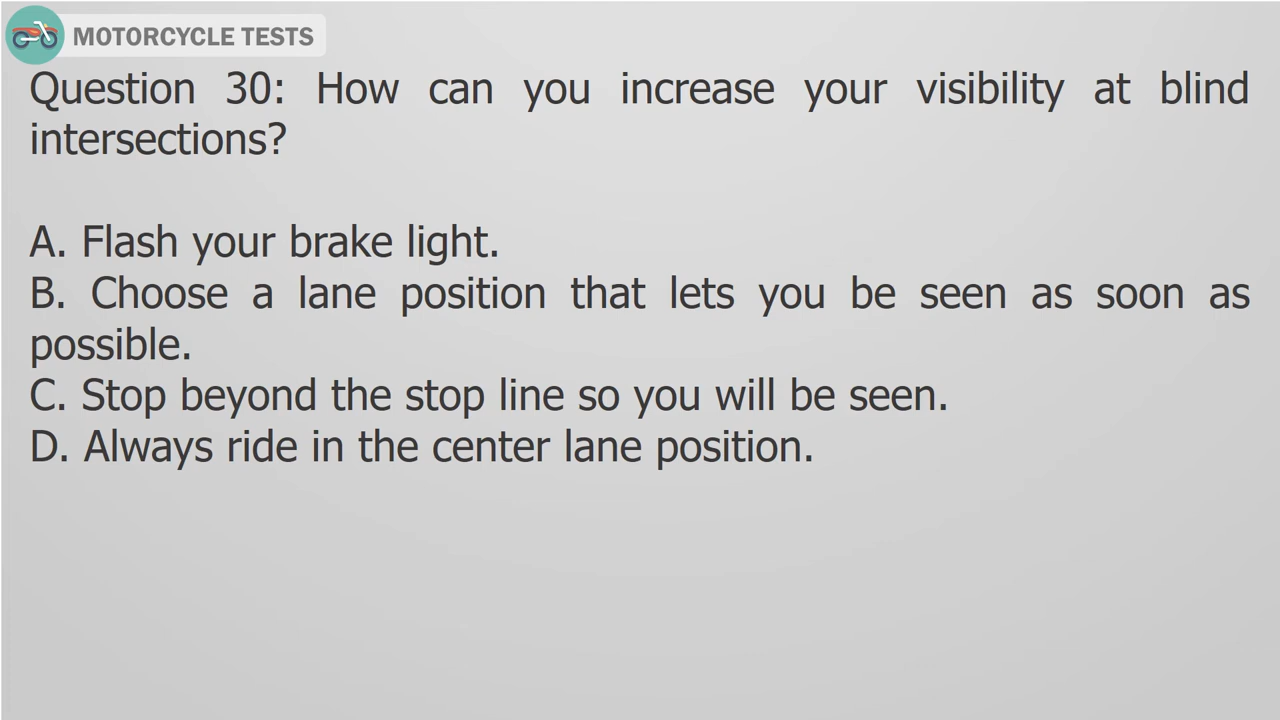 MOTORCYCLE TESTS
Question 30: How can you increase your visibility at blind
intersections?
A. Flash your brake light.
B. Choose a lane position that lets you be seen as soon as
possible.
C. Stop beyond the stop line so you will be seen.
D. Always ride in the center lane position.